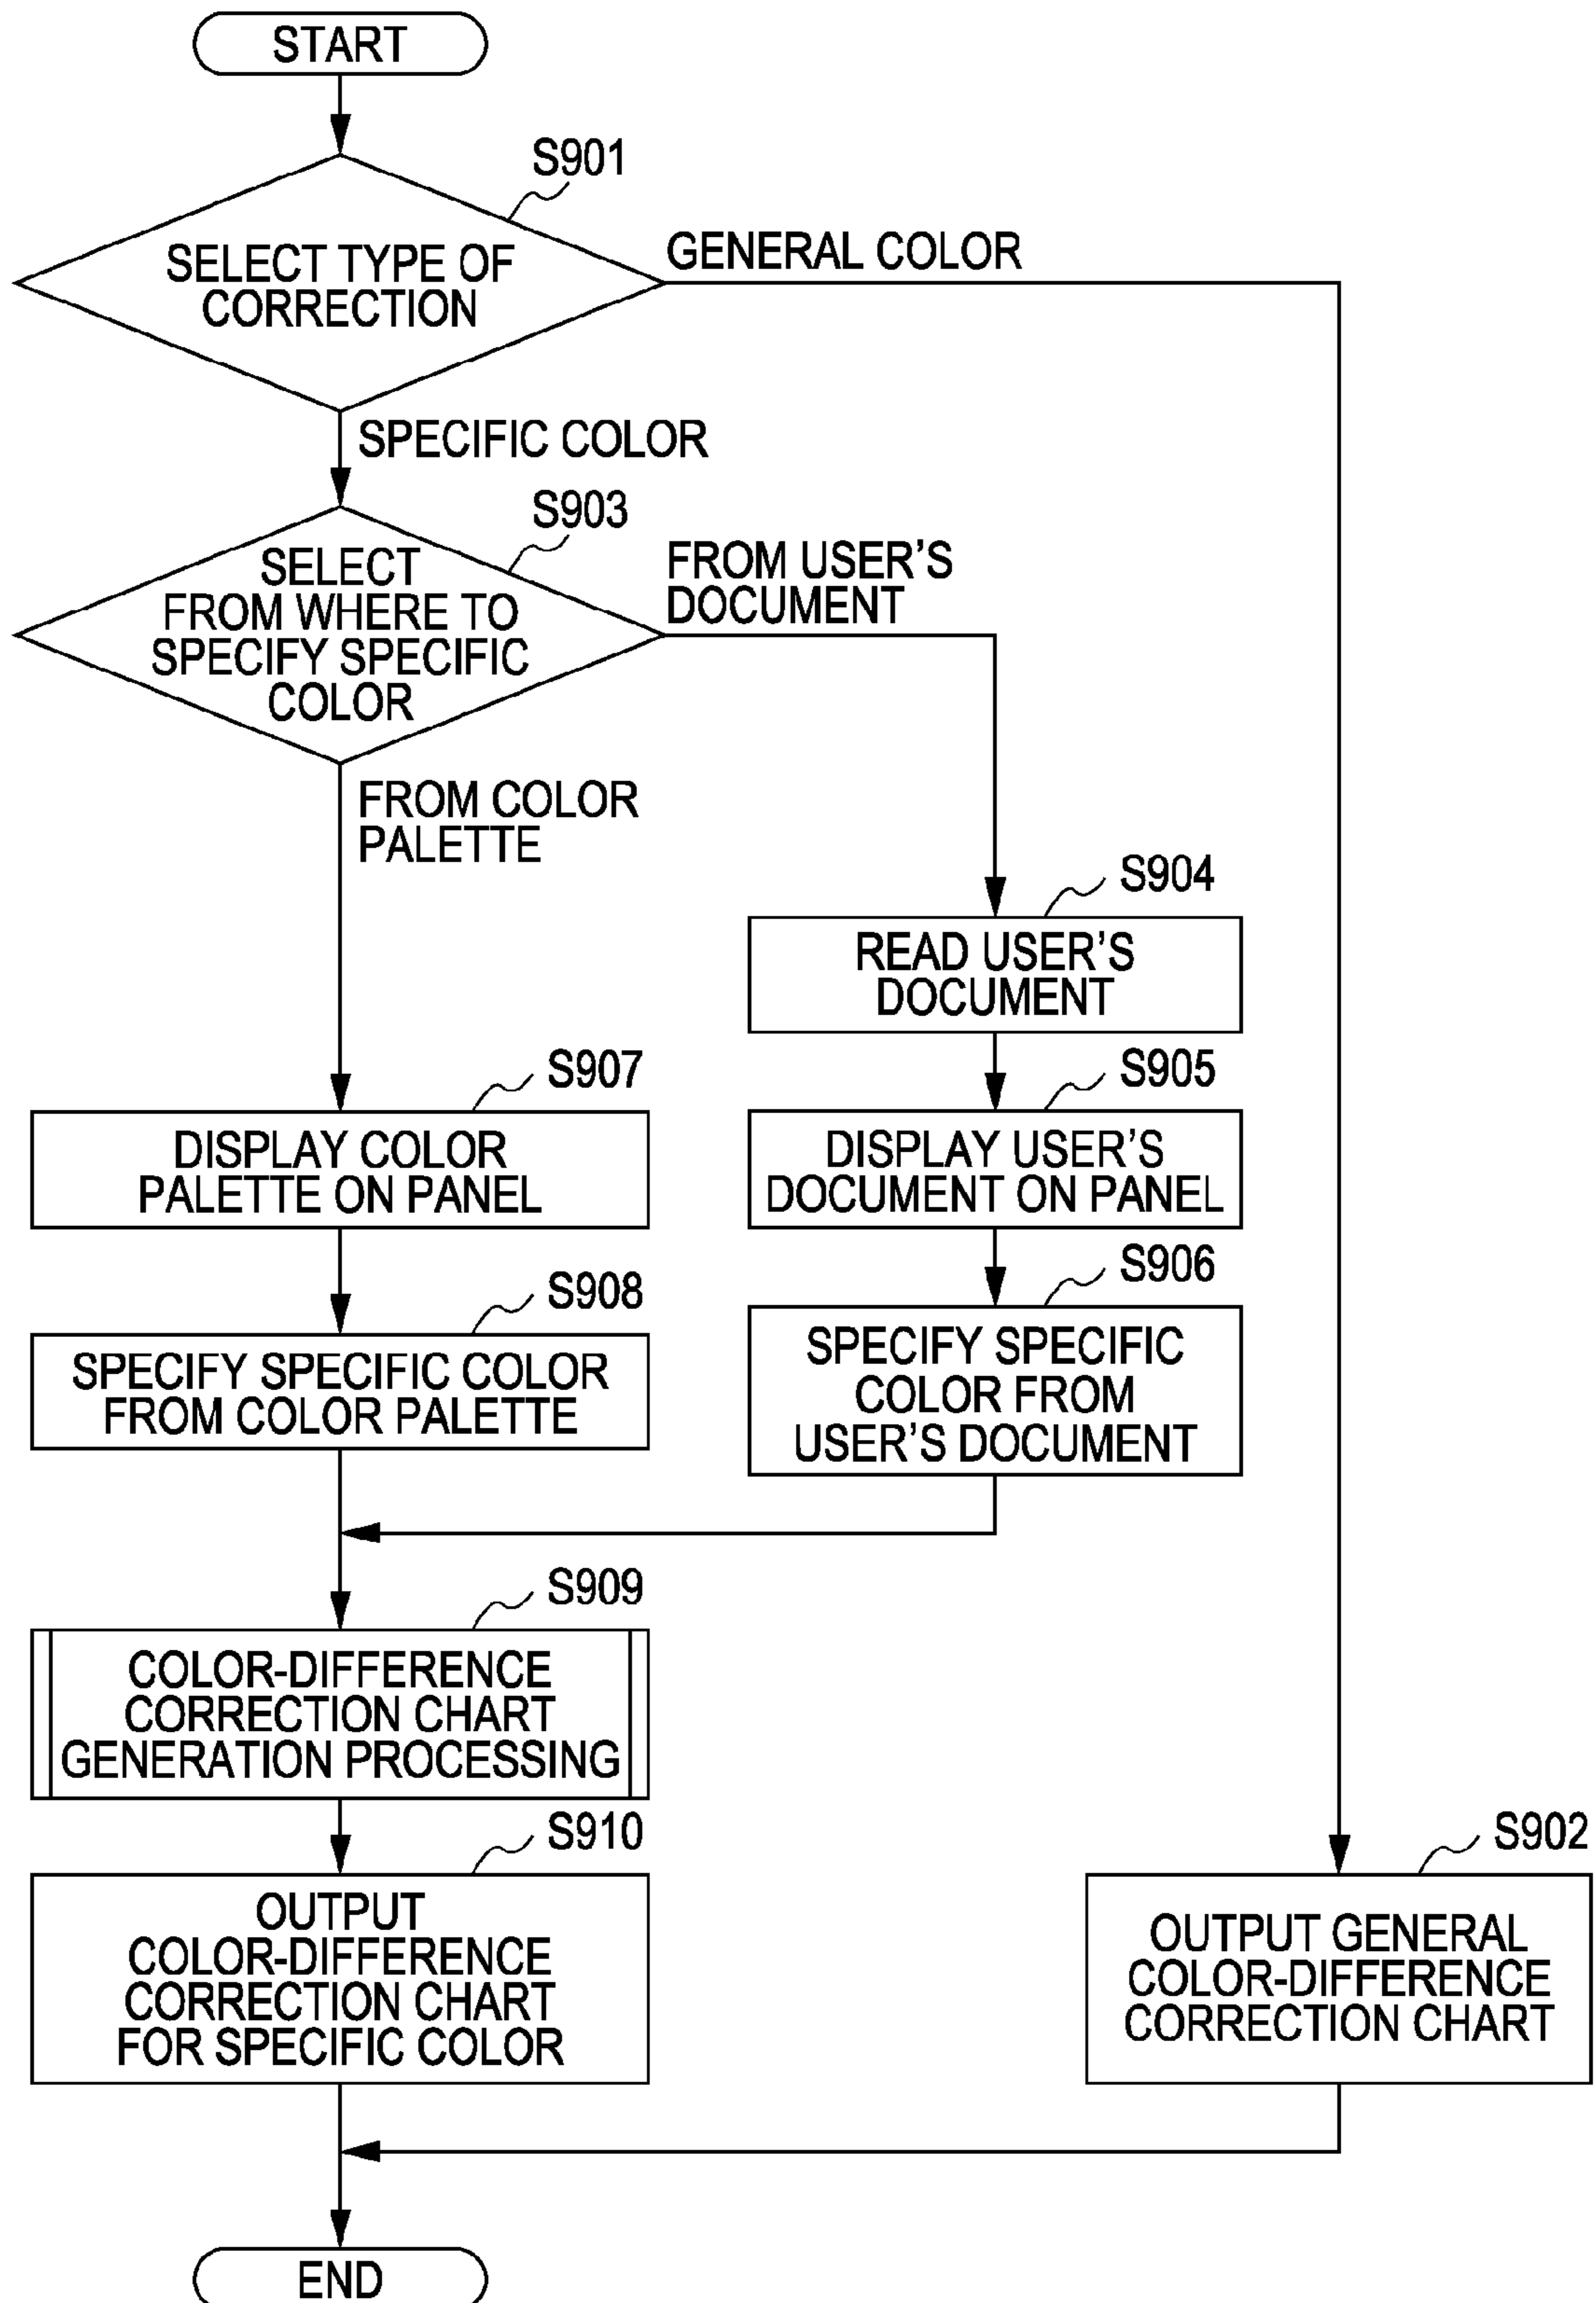 START
S901
SELECT TYPE OF
CORRECTION
GENERAL COLOR
SPECIFIC COLOR
S903
SELECT
FROM WHERE TO
SPECIFY SPECIFIC
COLOR
FROM USER'S
DOCUMENT
FROM COLOR
PALETTE
S904
READ USER'S
DOCUMENT
S907
DISPLAY COLOR
PALETTE ON PANEL
S905
DISPLAY USER'S
DOCUMENT ON PANEL
S908
SPECIFY SPECIFIC COLOR
FROM COLOR PALETTE
S906
SPECIFY SPECIFIC
COLOR FROM
USER'S DOCUMENT
S909
COLOR-DIFFERENCE
CORRECTION CHART
GENERATION PROCESSING
S910
OUTPUT
COLOR-DIFFERENCE
CORRECTION CHART
FOR SPECIFIC COLOR
S902
OUTPUT GENERAL
COLOR-DIFFERENCE
CORRECTION CHART
END